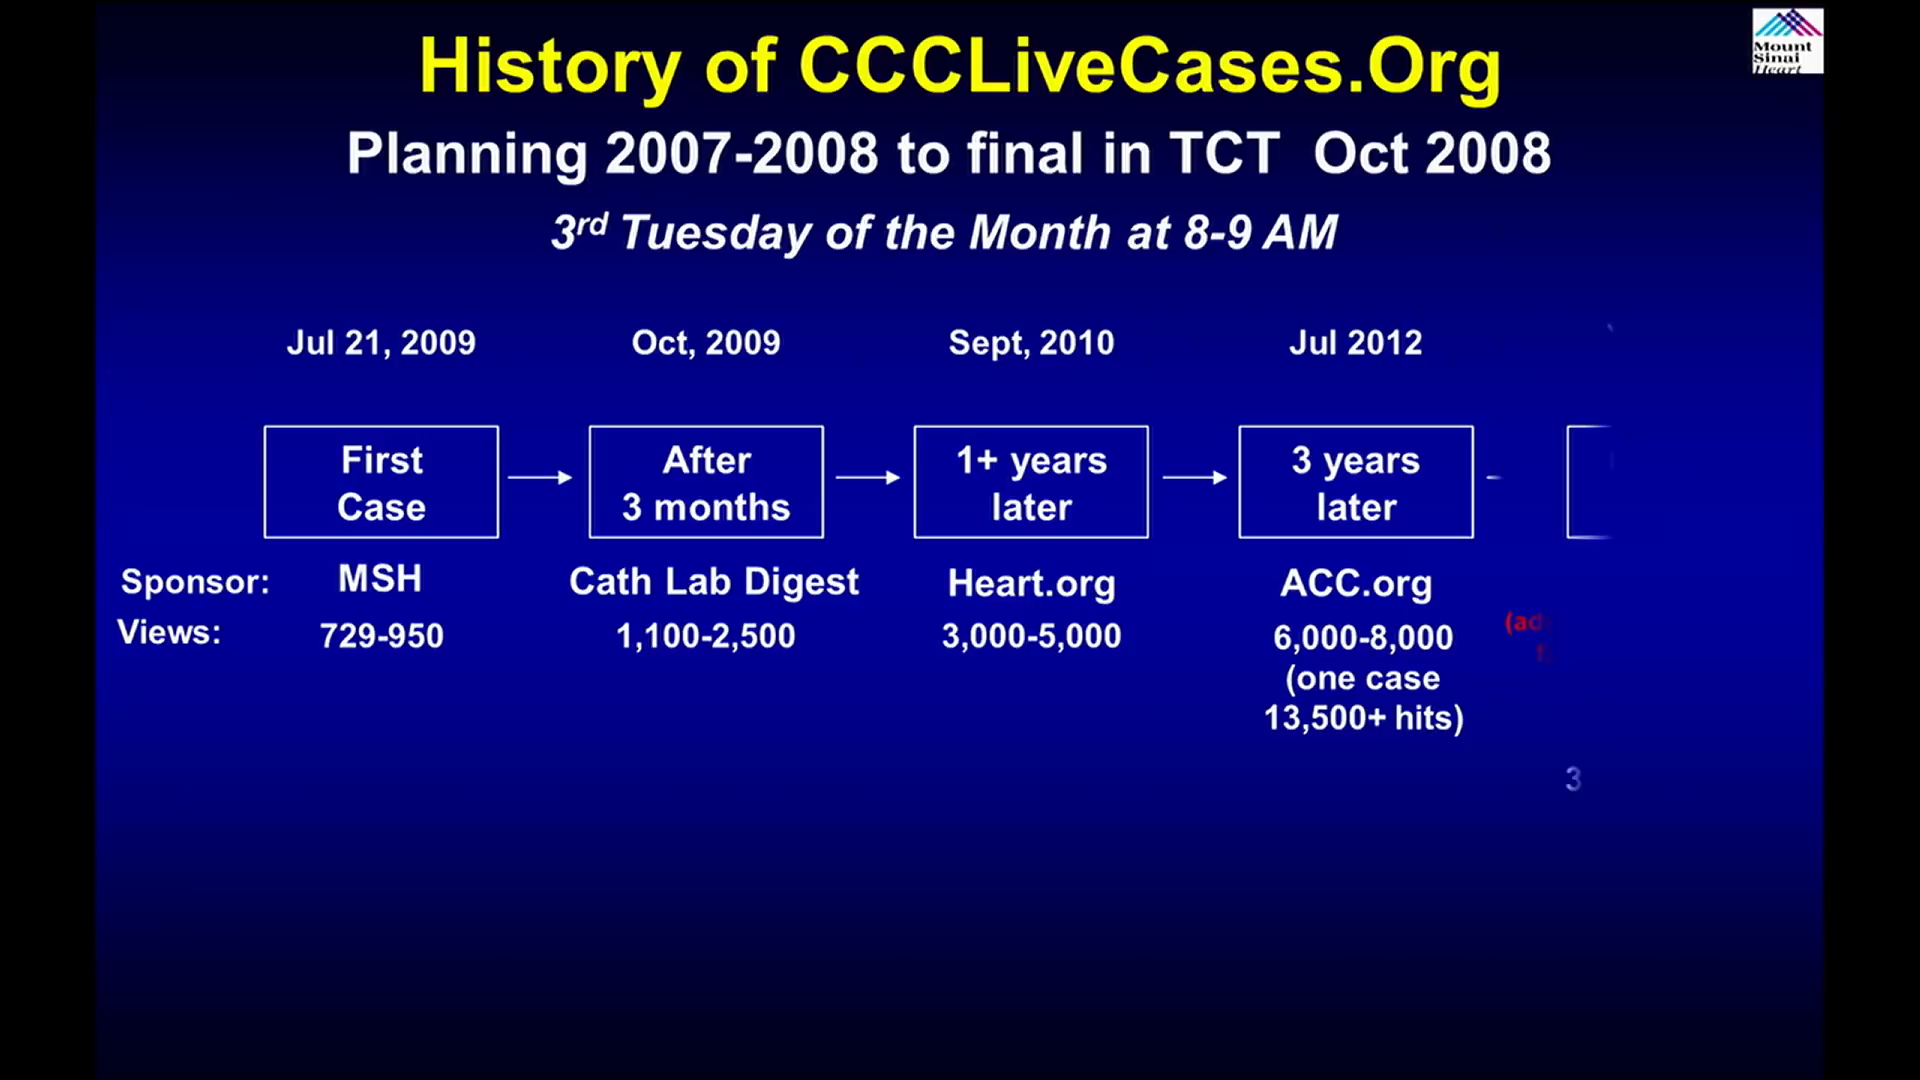 History of CCCLiveCases.Org
Mount
Sinai
Heart
Planning 2007-2008 to final in TCT Oct 2008
3rd Tuesday of the Month at 8-9 AM
Jul 21, 2009 Oct, 2009 Sept, 2010 Jul 2012
First After 1+ years 3 years
Case 3 months later later
Sponsor: MSH Cath Lab Digest Heart.org ACC.org
Views: 729-950 1,100-2,500 3,000-5,000 6,000-8,000
(one case
13,500+ hits)
3